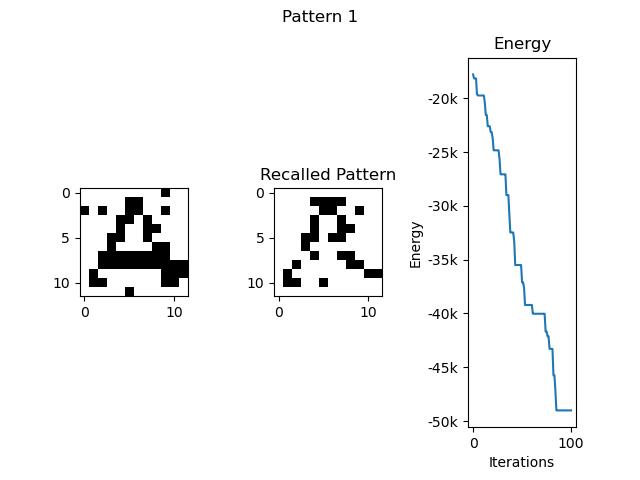 Pattern 1
Energy
Recalled Pattern
0
5
10
0
10
0
5
10
0
10
Energy
-20k
-25k
-30k
-35k
-40k
-45k
-50k
0
100
Iterations